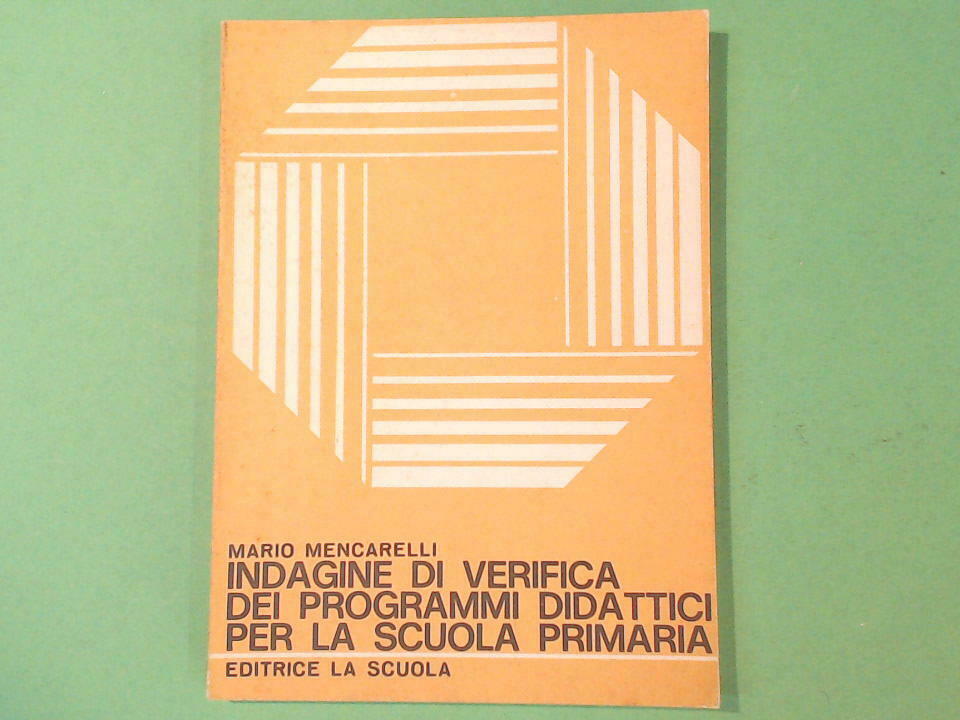 MARIO MENCARELLI
INDAGINE DI VERIFICA
DEI PROGRAMMI DIDATTICI
PER LA SCUOLA PRIMARIA
EDITRICE LA SCUOLA